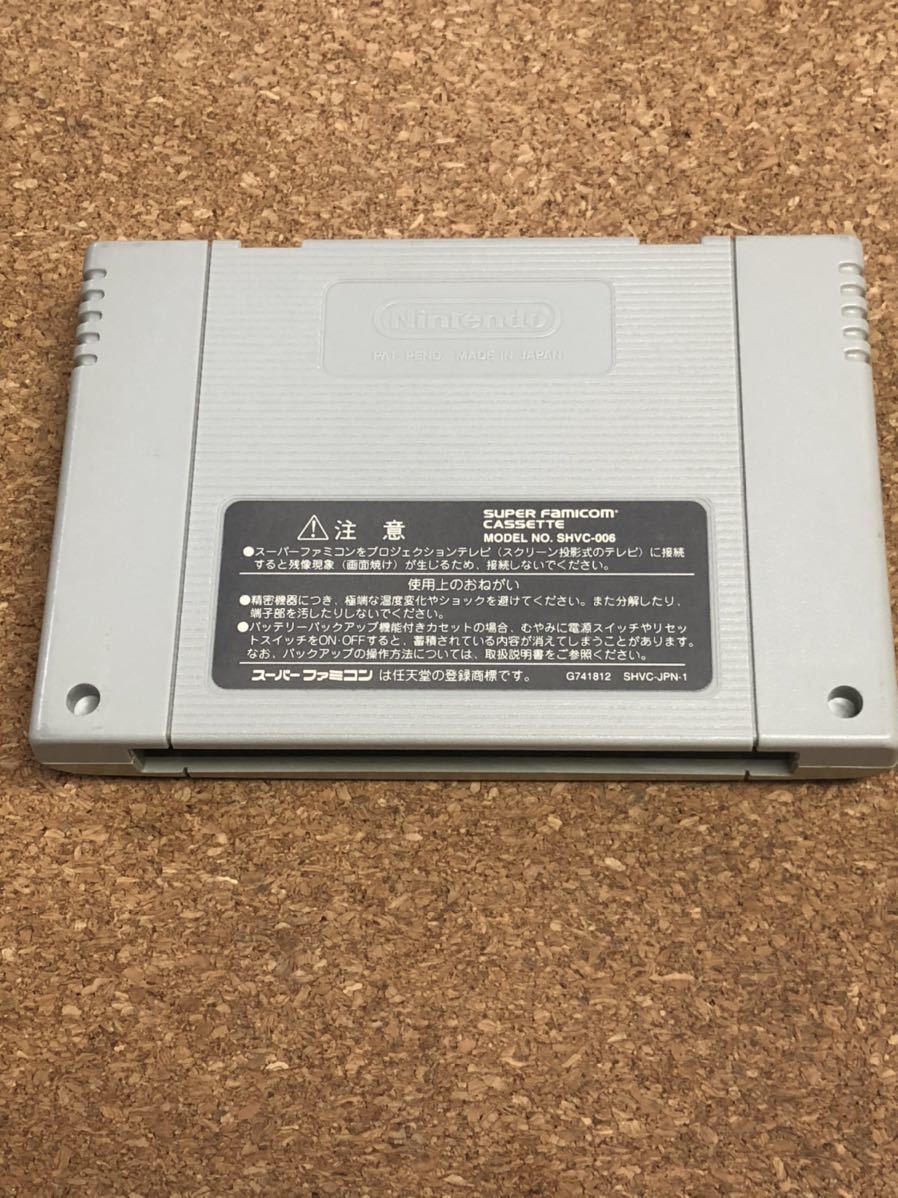 Nintendo
PAT. PEND. MADE IN JAPAN
⚠注意
SUPER Famicom
CASSETTE
MODEL NO. SHVC-006
●スーパーファミコンをプロジェクションテレビ（スクリーン投影式のテレビ）に接続
すると残像現象（画面焼け）が生じるため、接続しないでください。
使用上のおねがい
●精密機器につき、極端な温度変化やショックを避けてください。また分解したり、
端子部を汚したりしないでください。
●バッテリーバックアップ機能付きカセットの場合、むやみに電源スイッチやリセッ
トスイッチをON·OFFすると、蓄積されている内容が消えてしまうことがあります。
なお、バックアップの操作方法については、取扱説明書をご参照ください。
スーパーファミコンは任天堂の登録商標です。 G741812 SHVC-JPN-1